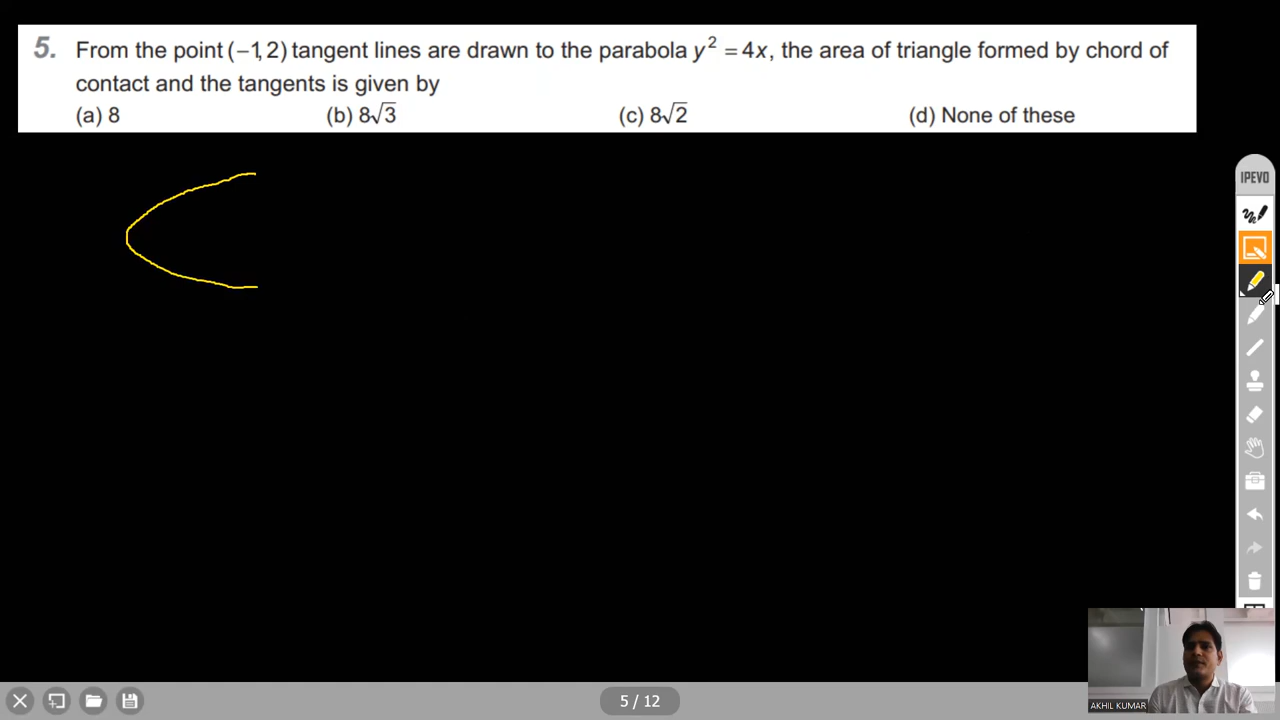 5. From the point (−1, 2) tangent lines are drawn to the parabola y² = 4x, the area of triangle formed by chord of
contact and the tangents is given by
(a) 8 (b) 8√3 (c) 8√2 (d) None of these
IPEVO
5 / 12
AKHIL KUMAR